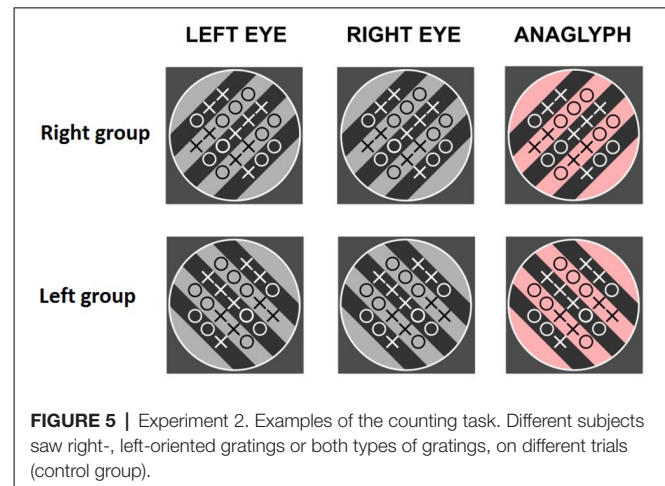 LEFT EYE RIGHT EYE ANAGLYPH
Right group
Left group
FIGURE 5 | Experiment 2. Examples of the counting task. Different subjects
saw right-, left-oriented gratings or both types of gratings, on different trials
(control group).